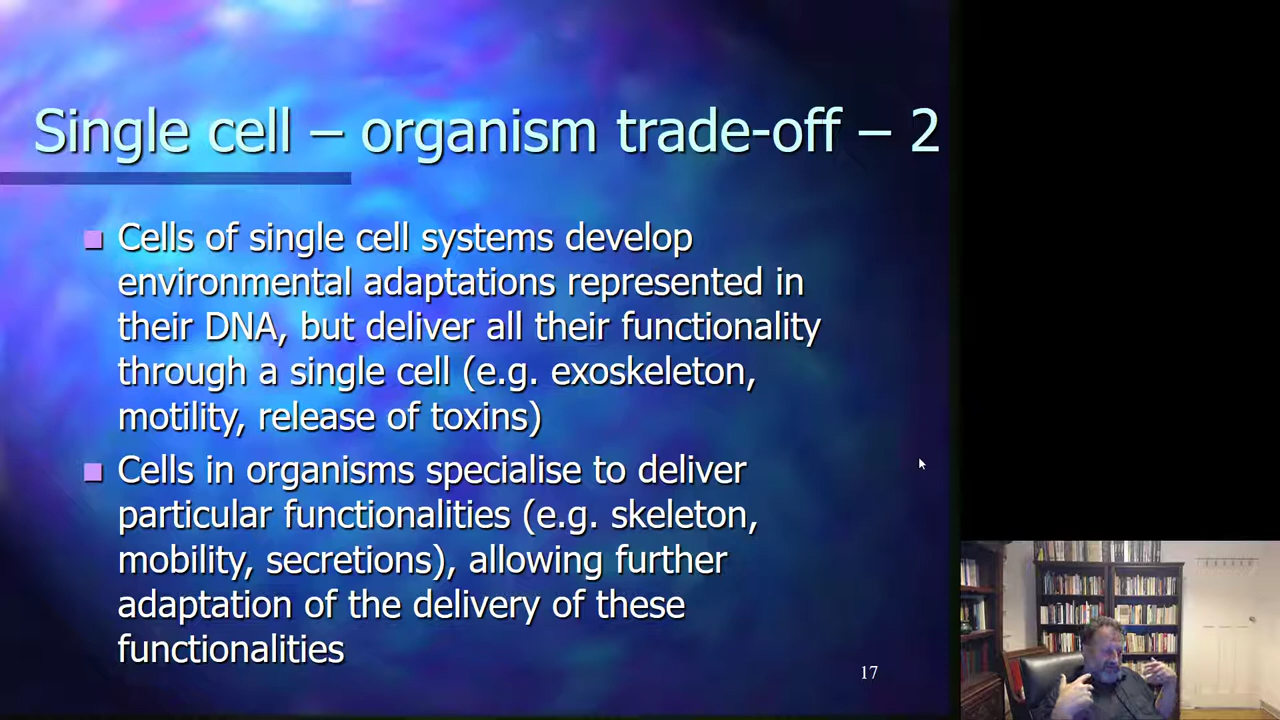 Single cell – organism trade-off – 2
Cells of single cell systems develop
environmental adaptations represented in
their DNA, but deliver all their functionality
through a single cell (e.g. exoskeleton,
motility, release of toxins)
Cells in organisms specialise to deliver
particular functionalities (e.g. skeleton,
mobility, secretions), allowing further
adaptation of the delivery of these
functionalities
17